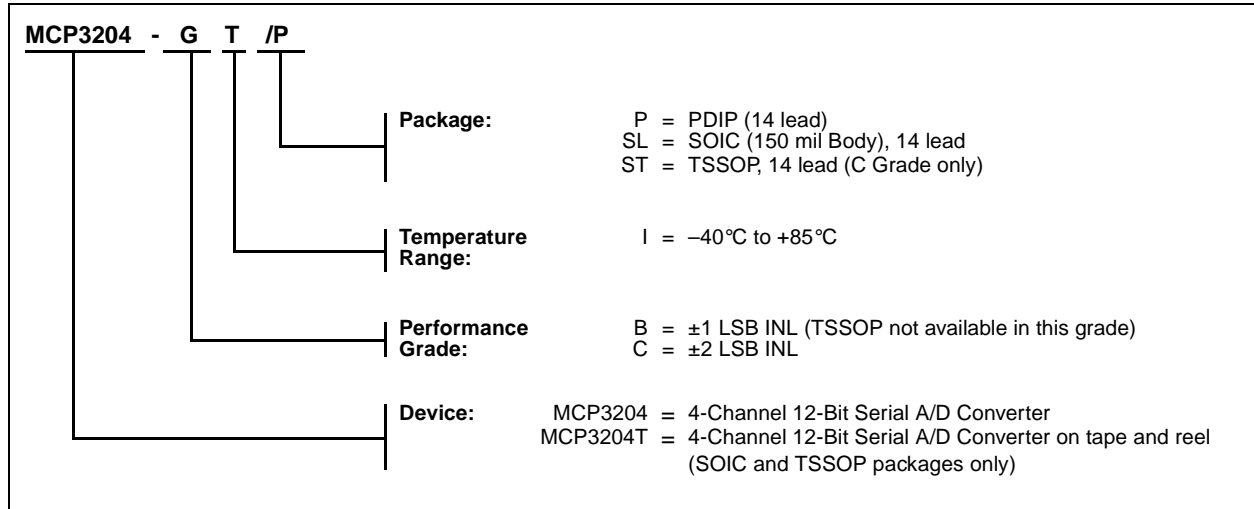 MCP3204 - G T /P
Package: P = PDIP (14 lead)
SL = SOIC (150 mil Body), 14 lead
ST = TSSOP, 14 lead (C Grade only)
Temperature I = –40°C to +85°C
Range:
Performance B = ±1 LSB INL (TSSOP not available in this grade)
Grade: C = ±2 LSB INL
Device: MCP3204 = 4-Channel 12-Bit Serial A/D Converter
MCP3204T = 4-Channel 12-Bit Serial A/D Converter on tape and reel
(SOIC and TSSOP packages only)